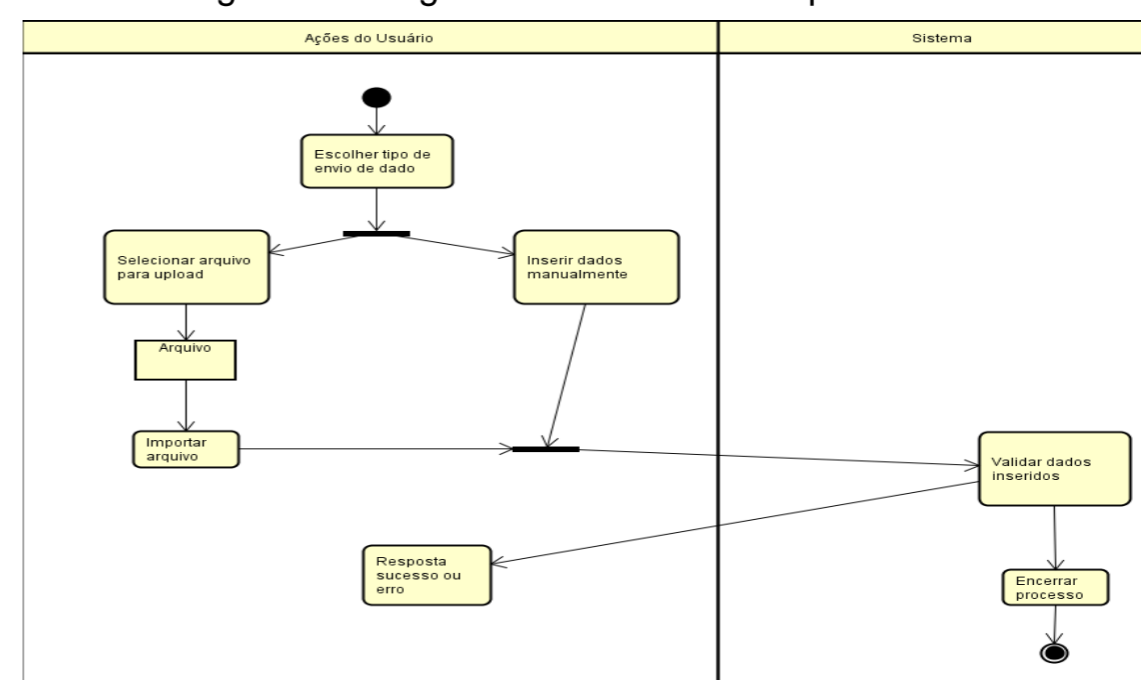 Ações do Usuário
Sistema
Escolher tipo de
envio de dado
Selecionar arquivo
para upload
Inserir dados
manualmente
Arquivo
Importar
arquivo
Validar dados
inseridos
Resposta
sucesso ou
erro
Encerrar
processo